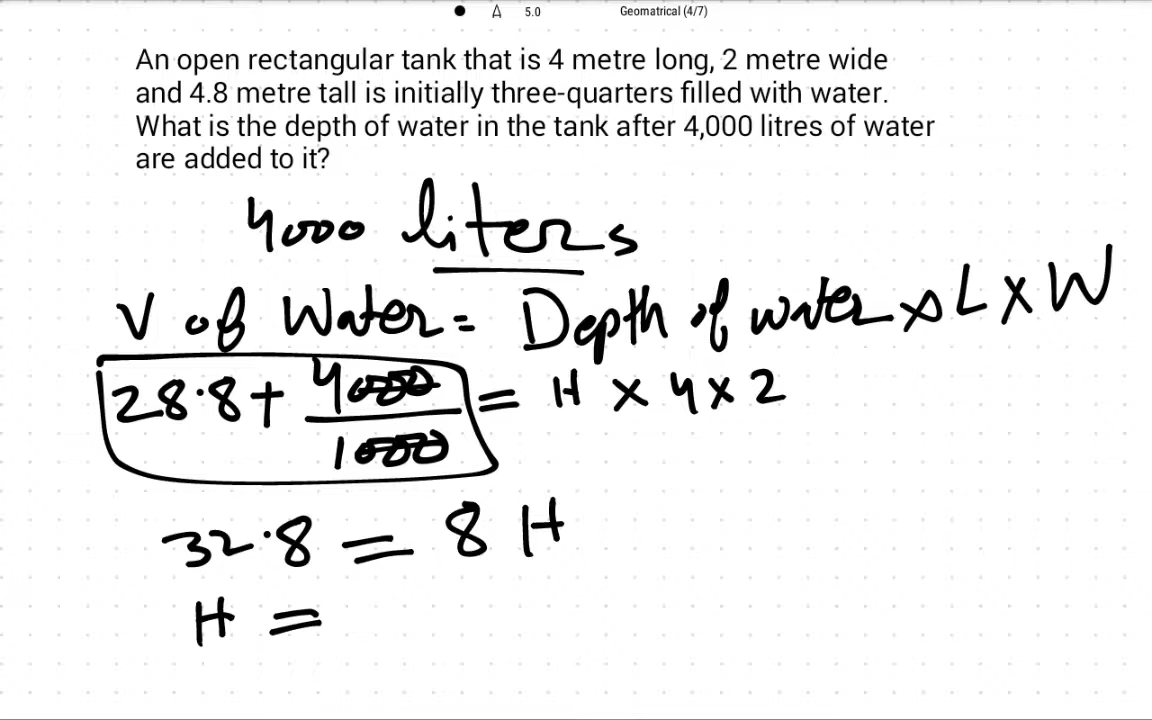 A 5.0 Geomatrical (4/7)
An open rectangular tank that is 4 metre long, 2 metre wide
and 4.8 metre tall is initially three-quarters filled with water.
What is the depth of water in the tank after 4,000 litres of water
are added to it?
4000 liters
V of Water = Depth of water × L × W
28.8 + 4000/1000 = H × 4 × 2
32.8 = 8 H
H =